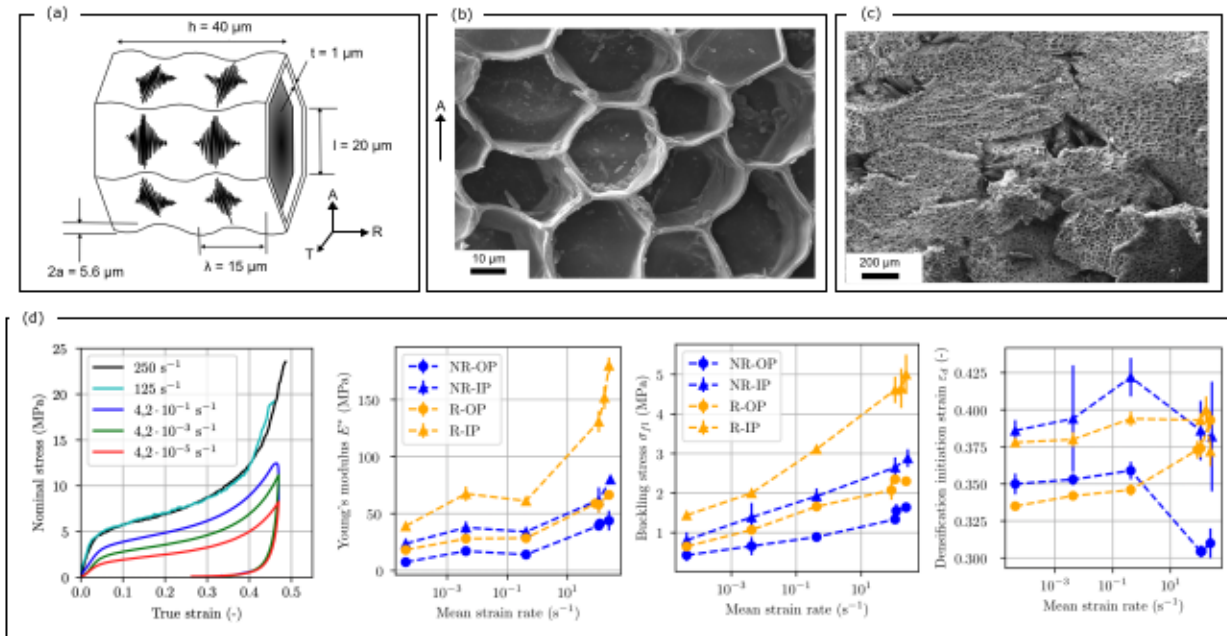 (a)
h = 40 μm
t = 1 μm
l = 20 μm
A
R
T
λ = 15 μm
2a = 5.6 μm
(b)
A
10 μm
(c)
200 μm
(d)
Nominal stress (MPa)
25
20
15
10
5
0
250 s⁻¹
125 s⁻¹
4,2·10⁻¹ s⁻¹
4,2·10⁻³ s⁻¹
4,2·10⁻⁵ s⁻¹
0.0 0.1 0.2 0.3 0.4 0.5
True strain (-)
Young's modulus E* (MPa)
150
100
50
0
NR-OP
NR-IP
R-OP
R-IP
10⁻³ 10⁻¹ 10¹
Mean strain rate (s⁻¹)
Buckling stress σ_fl (MPa)
5
4
3
2
1
NR-OP
NR-IP
R-OP
R-IP
10⁻³ 10⁻¹ 10¹
Mean strain rate (s⁻¹)
Densification initiation strain ε_d (-)
0.425
0.400
0.375
0.350
0.325
0.300
10⁻³ 10⁻¹ 10¹
Mean strain rate (s⁻¹)